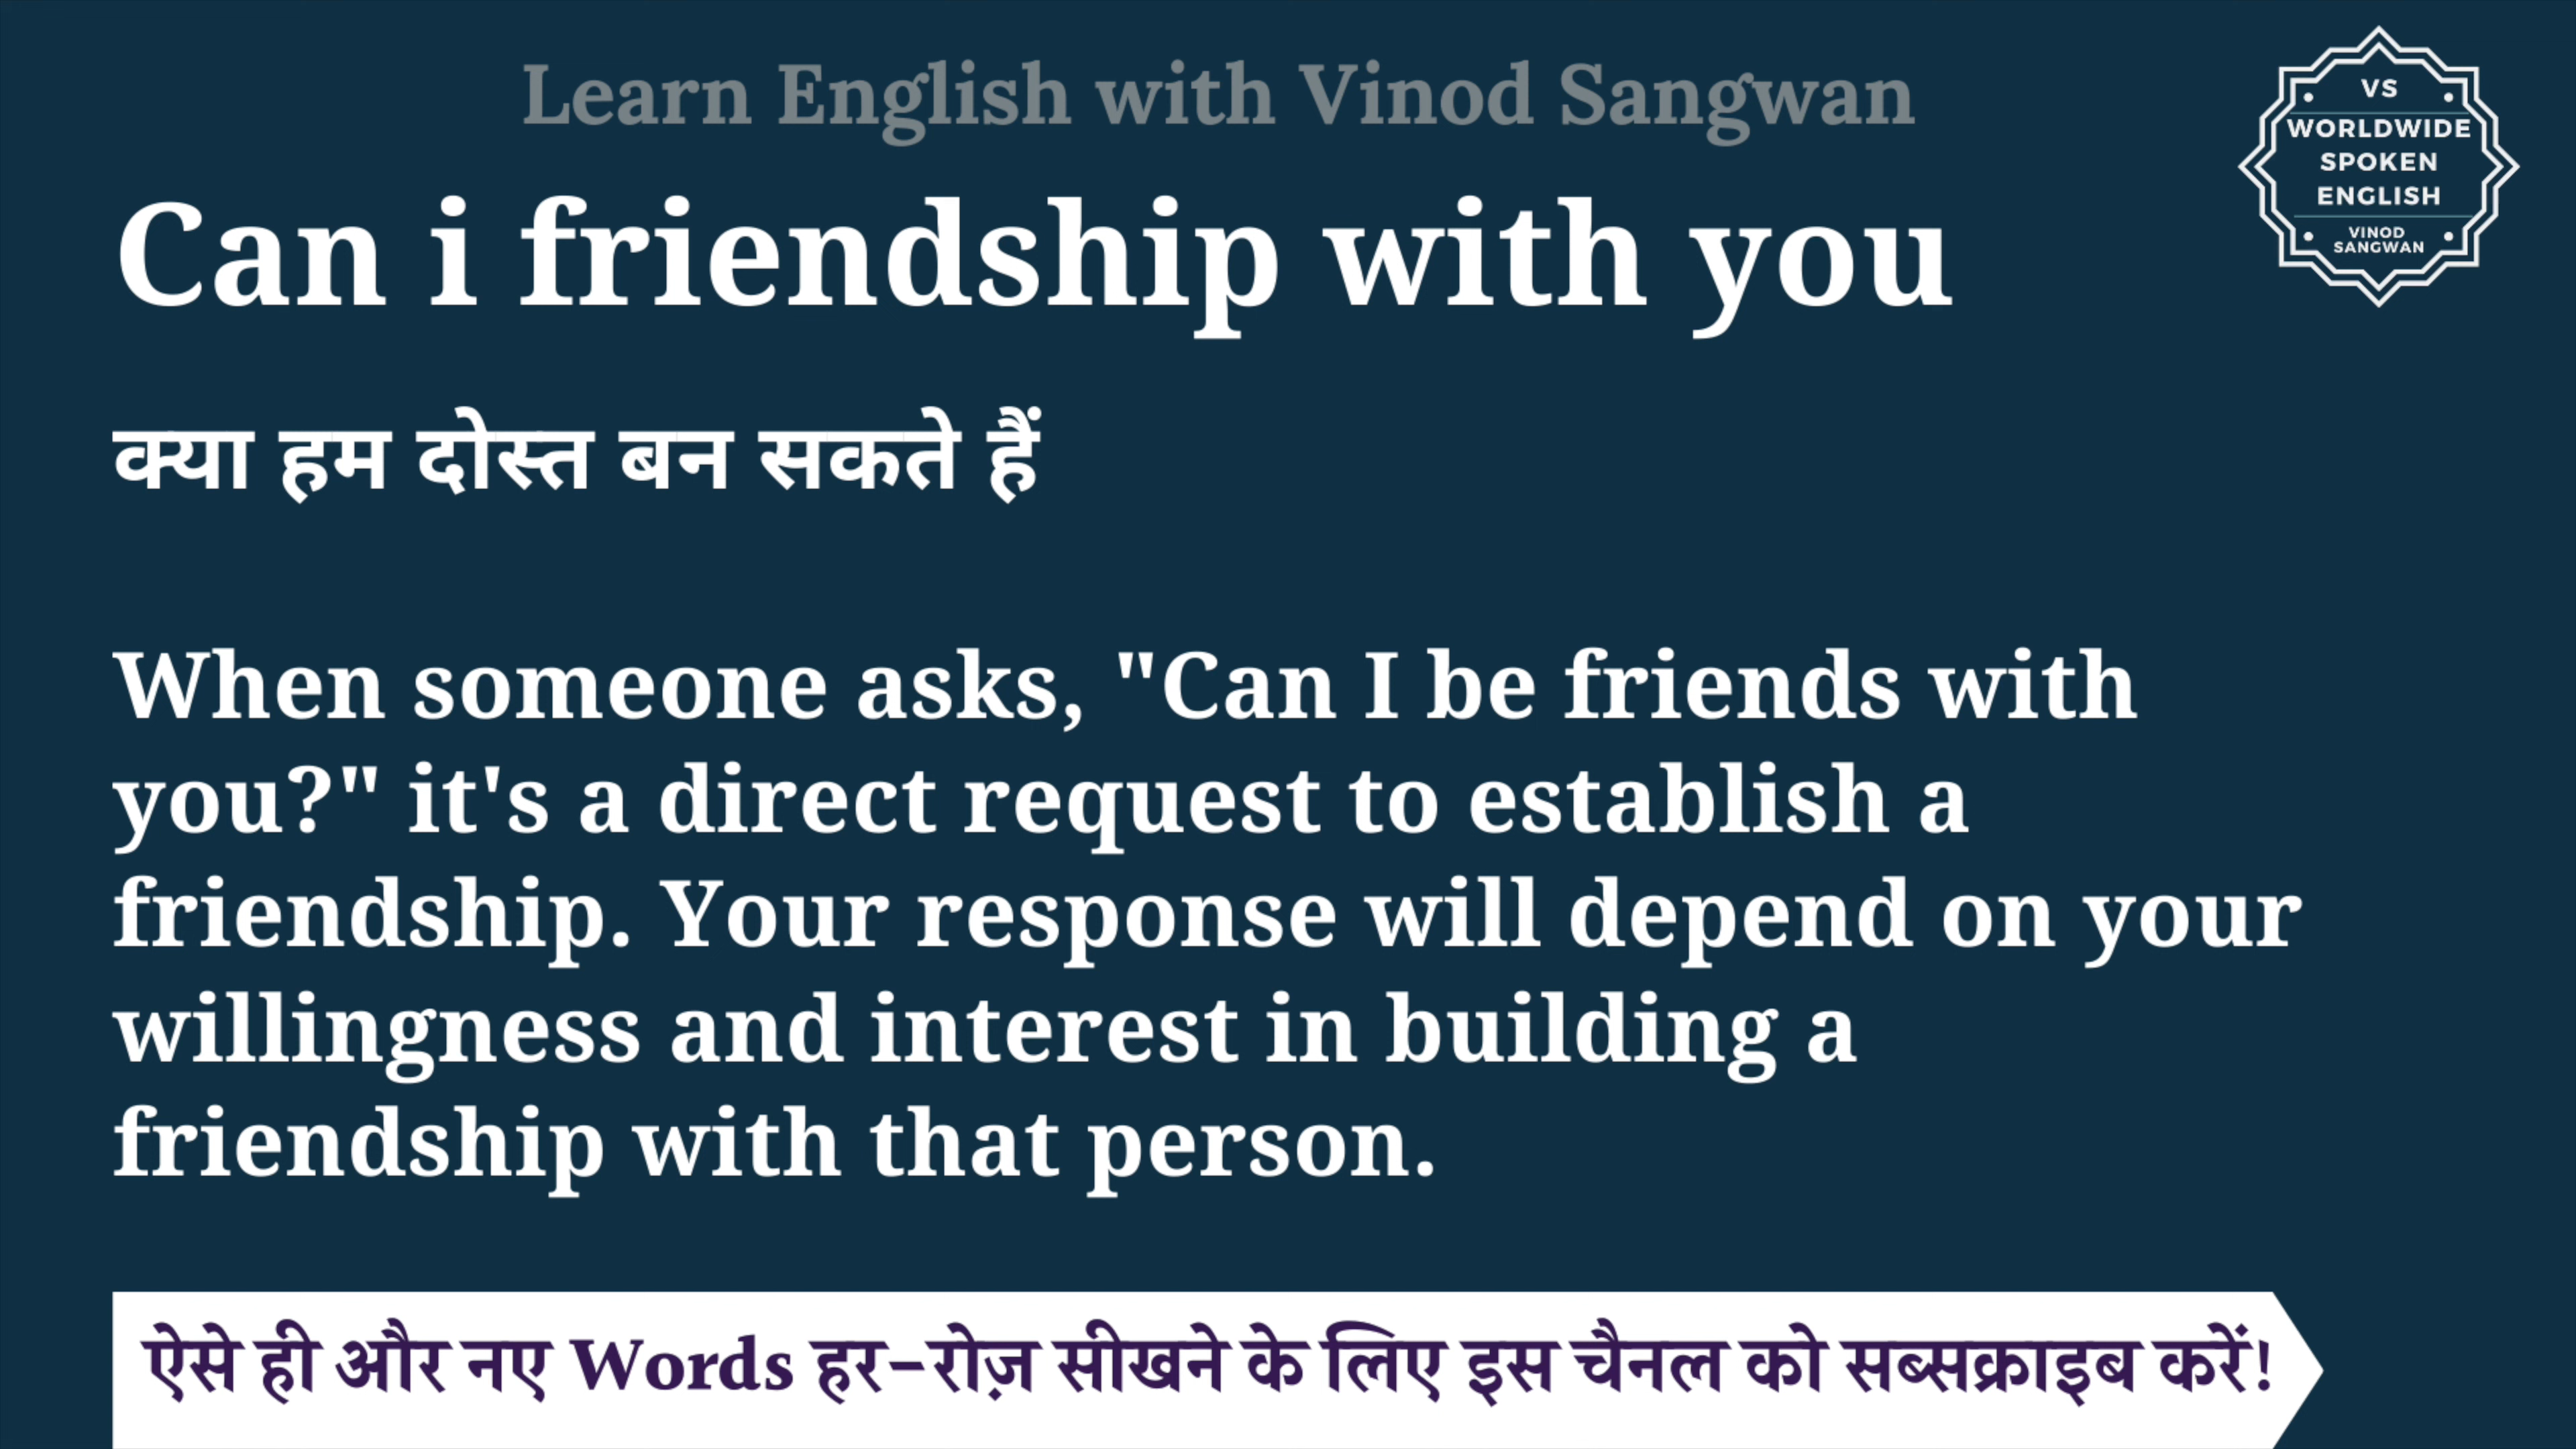 Learn English with Vinod Sangwan
VS
WORLDWIDE
SPOKEN
ENGLISH
VINOD
SANGWAN
Can i friendship with you
क्या हम दोस्त बन सकते हैं
When someone asks, "Can I be friends with
you?" it's a direct request to establish a
friendship. Your response will depend on your
willingness and interest in building a
friendship with that person.
ऐसे ही और नए Words हर-रोज़ सीखने के लिए इस चैनल को सब्सक्राइब करें!